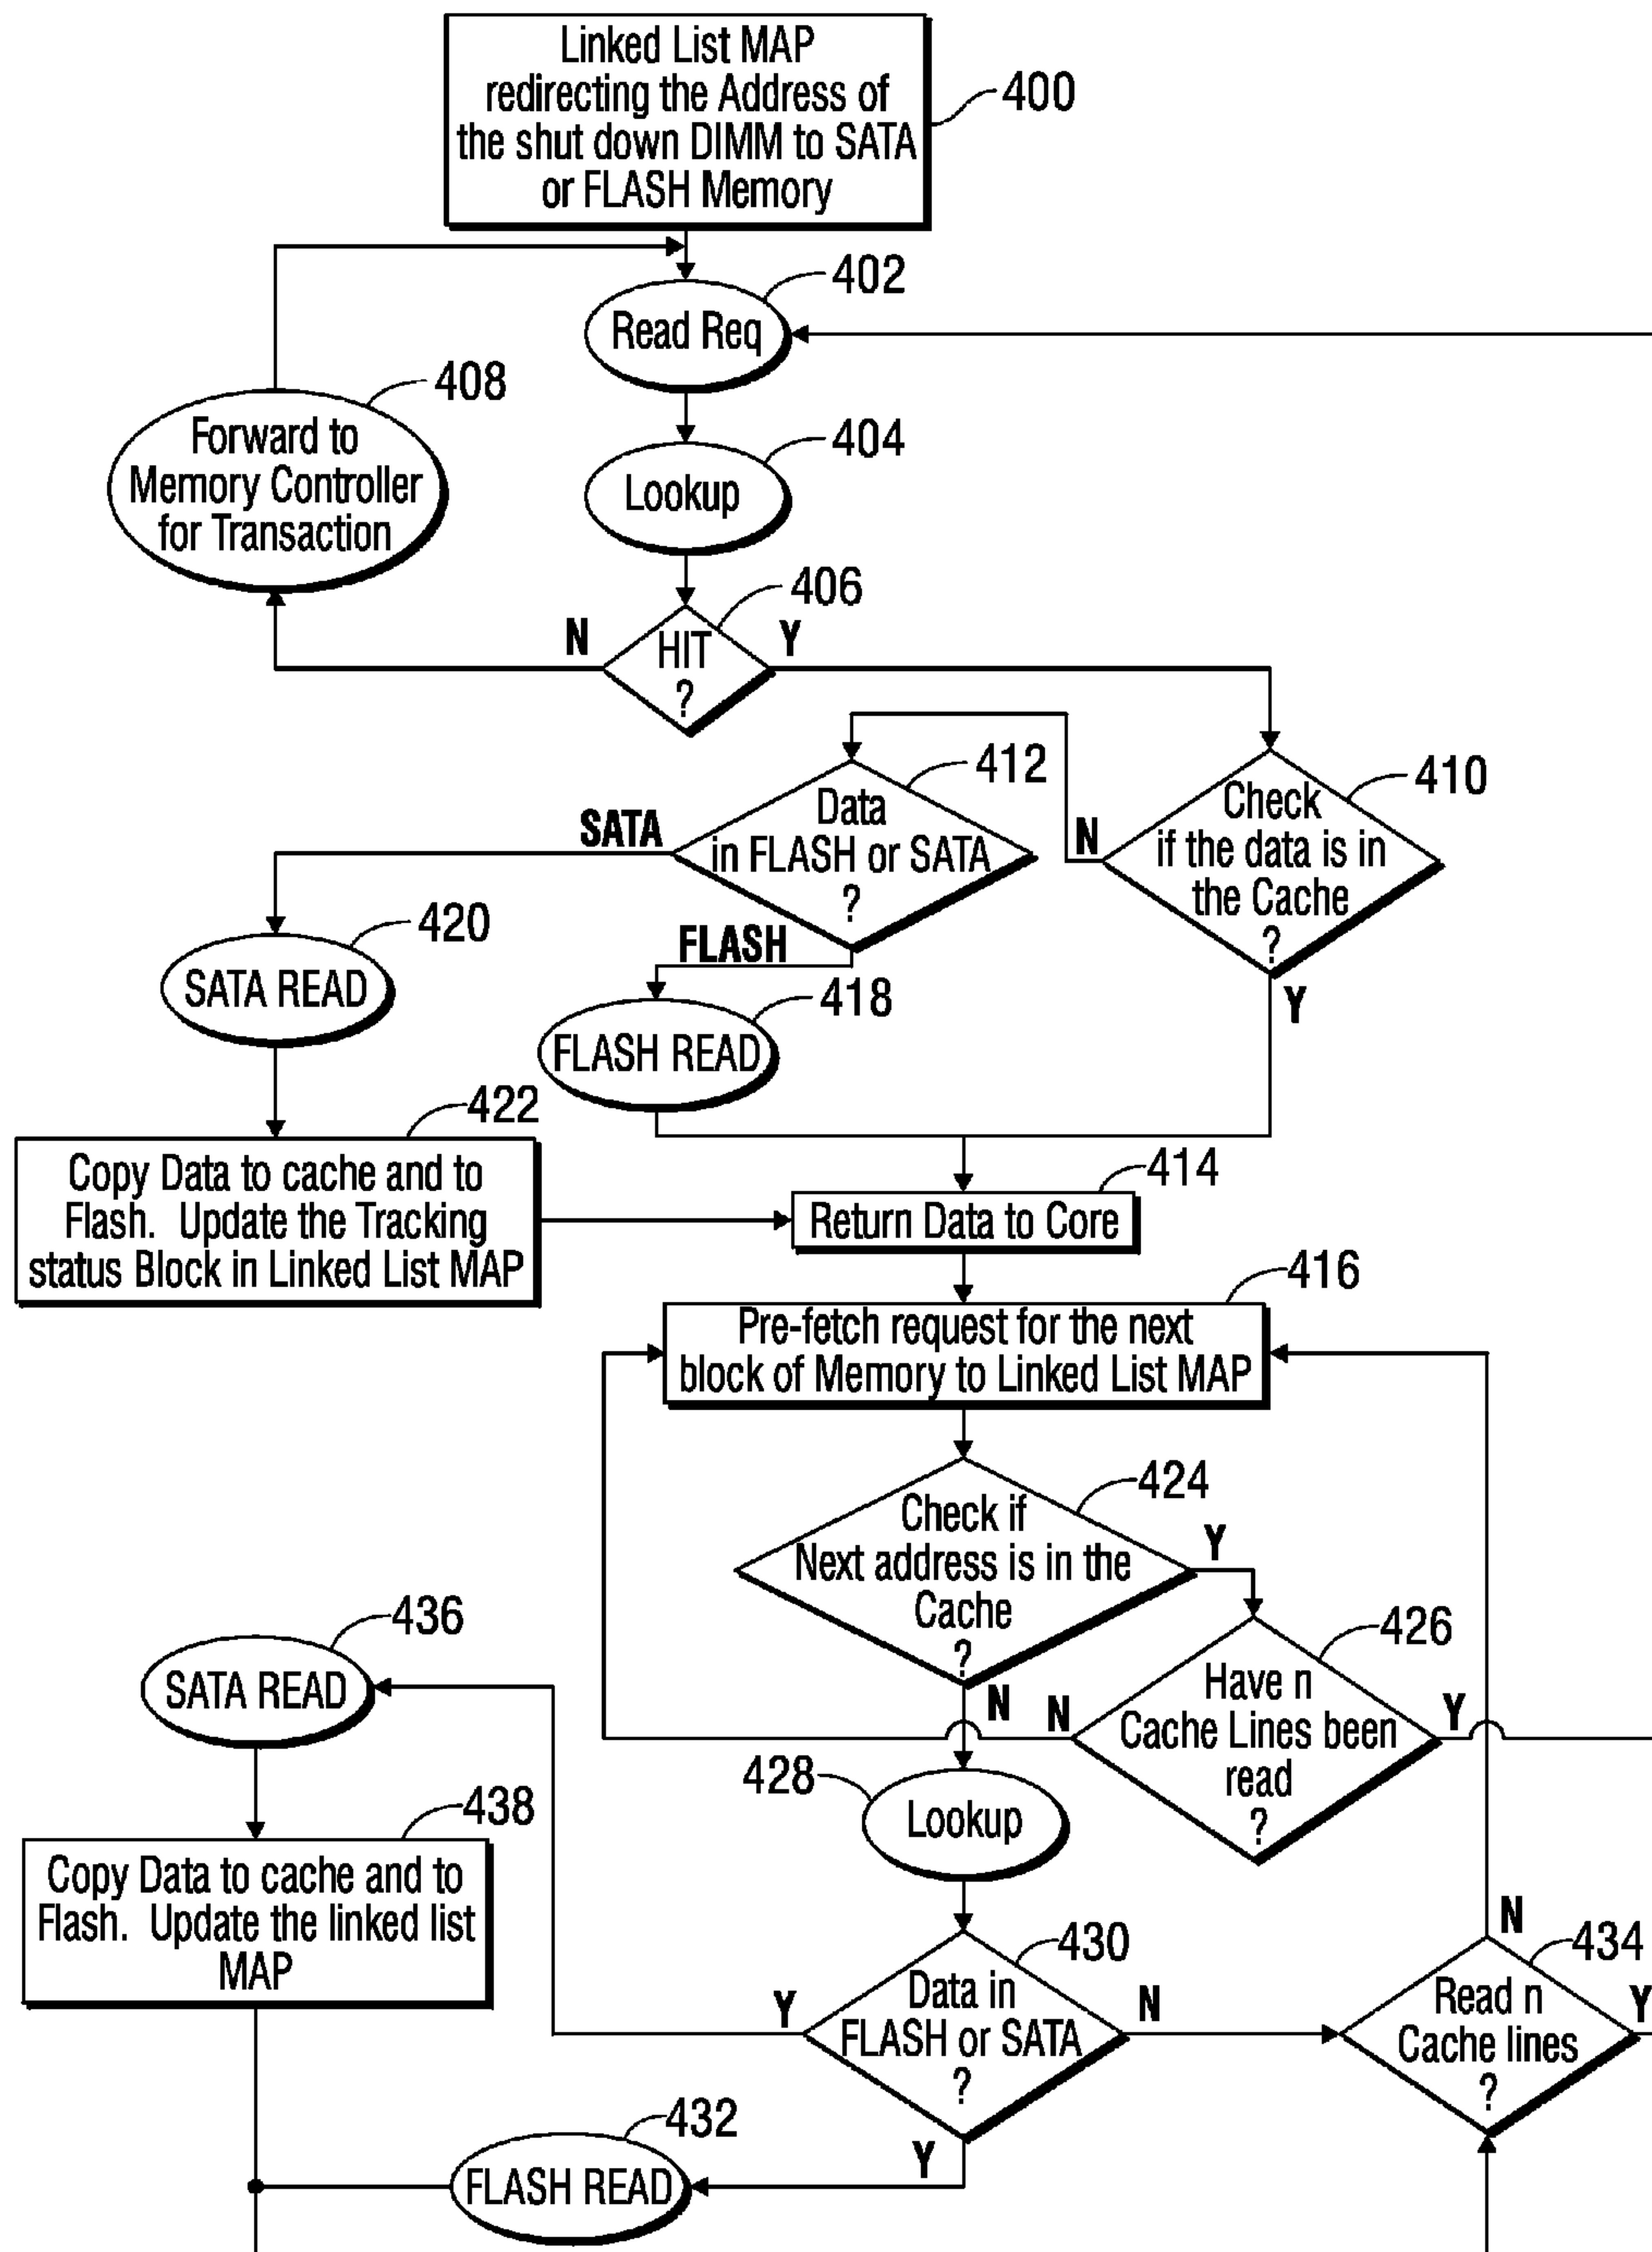 Linked List MAP
redirecting the Address of
the shut down DIMM to SATA
or FLASH Memory
400
402
Read Req
408
Forward to
Memory Controller
for Transaction
404
Lookup
406
N
HIT
?
Y
412
Data
in FLASH or SATA
?
SATA
FLASH
410
Check
if the data is in
the Cache
?
N
Y
420
SATA READ
418
FLASH READ
422
Copy Data to cache and to
Flash. Update the Tracking
status Block in Linked List MAP
414
Return Data to Core
416
Pre-fetch request for the next
block of Memory to Linked List MAP
424
Check if
Next address is in the
Cache
?
Y
N
426
Have n
Cache Lines been
read
?
N
Y
436
SATA READ
428
Lookup
438
Copy Data to cache and to
Flash. Update the linked list
MAP
430
Data in
FLASH or SATA
?
Y
N
Y
434
Read n
Cache lines
?
N
Y
432
FLASH READ